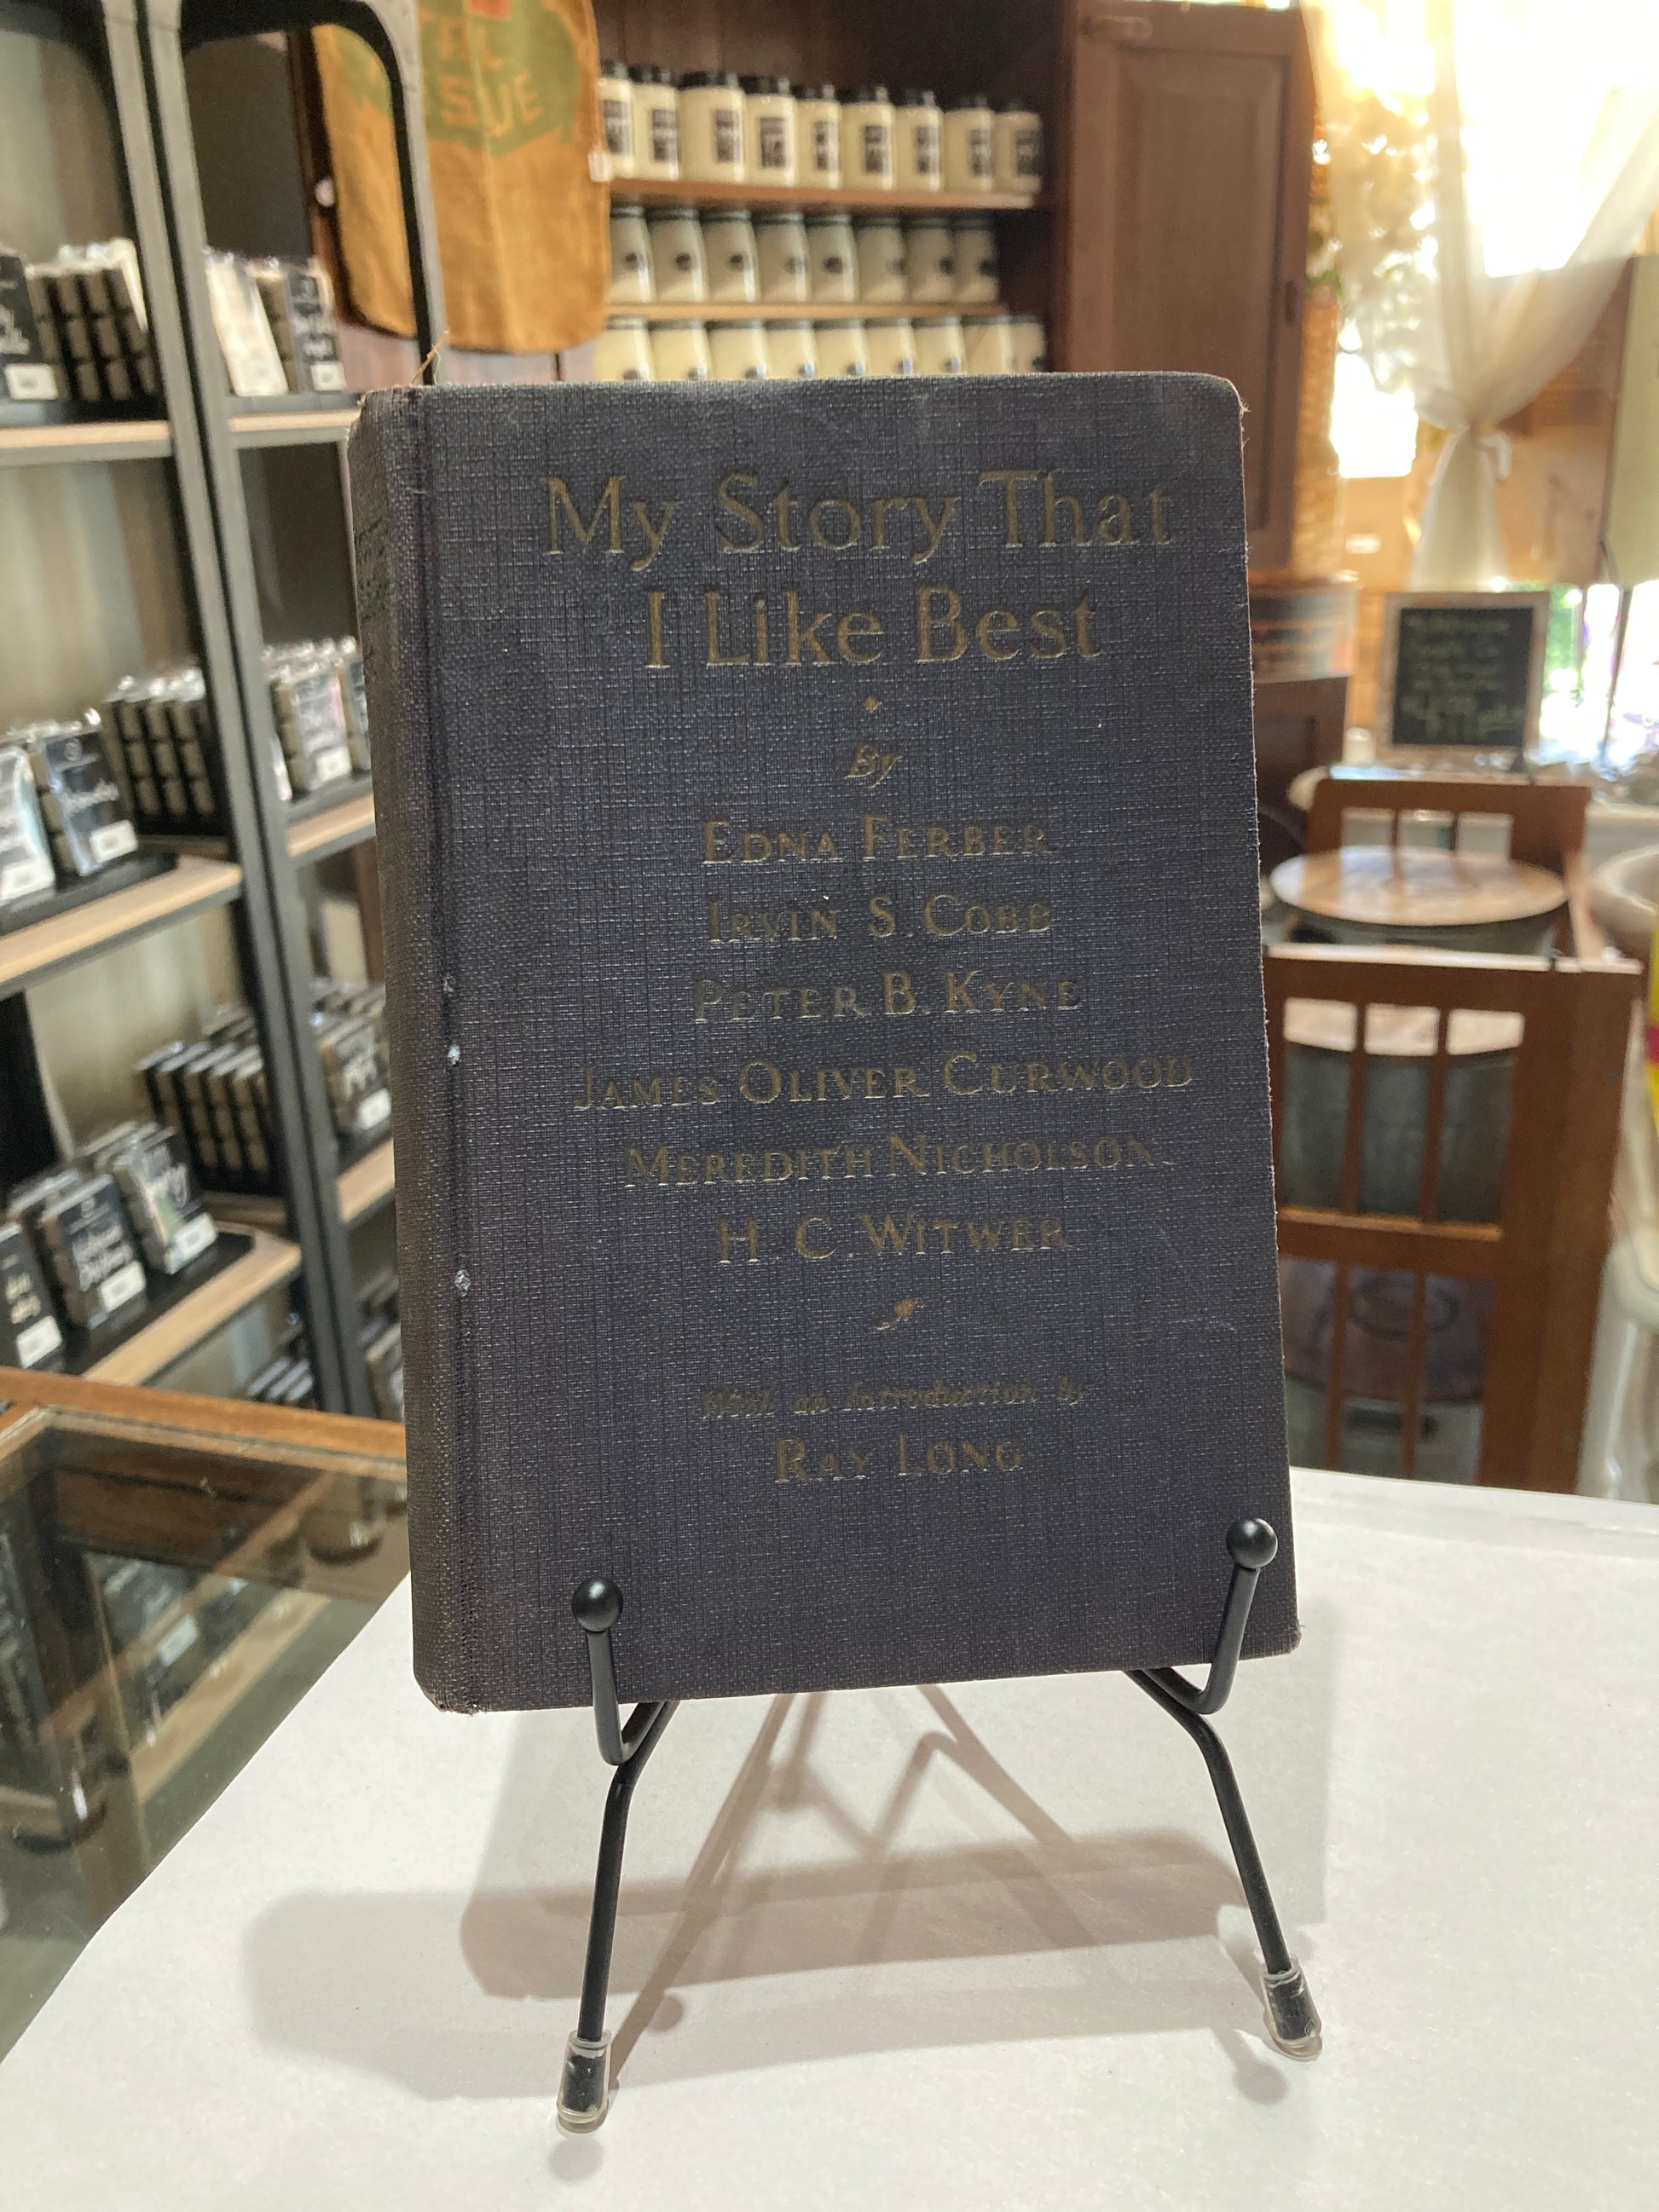 My Story That
I Like Best
By
EDNA FERBER
IRVIN S. COBB
PETER B. KYNE
JAMES OLIVER CURWOOD
MEREDITH NICHOLSON
H. C. WITWER
With an introduction by
RAY LONG